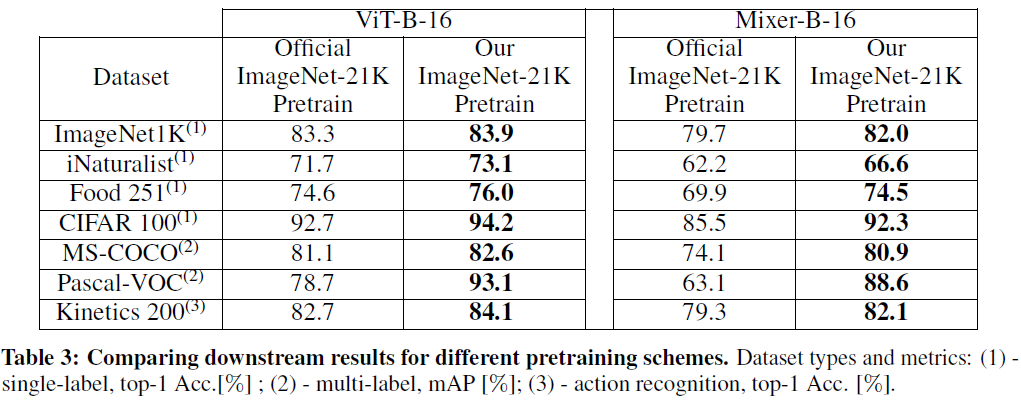 ViT-B-16 Mixer-B-16
Dataset Official ImageNet-21K Pretrain Our ImageNet-21K Pretrain Official ImageNet-21K Pretrain Our ImageNet-21K Pretrain
ImageNet1K(1) 83.3 83.9 79.7 82.0
iNaturalist(1) 71.7 73.1 62.2 66.6
Food 251(1) 74.6 76.0 69.9 74.5
CIFAR 100(1) 92.7 94.2 85.5 92.3
MS-COCO(2) 81.1 82.6 74.1 80.9
Pascal-VOC(2) 78.7 93.1 63.1 88.6
Kinetics 200(3) 82.7 84.1 79.3 82.1
Table 3: Comparing downstream results for different pretraining schemes. Dataset types and metrics: (1) -
single-label, top-1 Acc.[%] ; (2) - multi-label, mAP [%]; (3) - action recognition, top-1 Acc. [%].